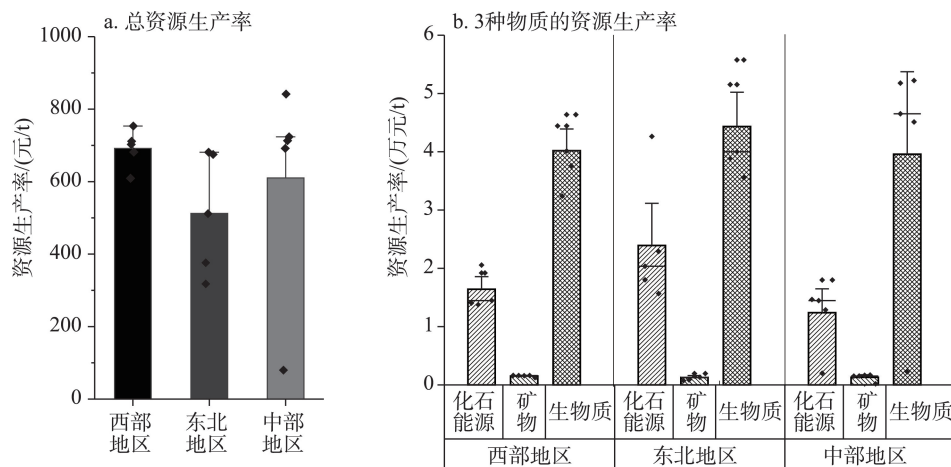 a. 总资源生产率
资源生产率/(元/t)
1000
800
600
400
200
0
西部
地区
东北
地区
中部
地区
b. 3种物质的资源生产率
资源生产率/(万元/t)
6
5
4
3
2
1
0
化石
能源
矿
物
生物质
化石
能源
矿
物
生物质
化石
能源
矿
物
生物质
西部地区
东北地区
中部地区